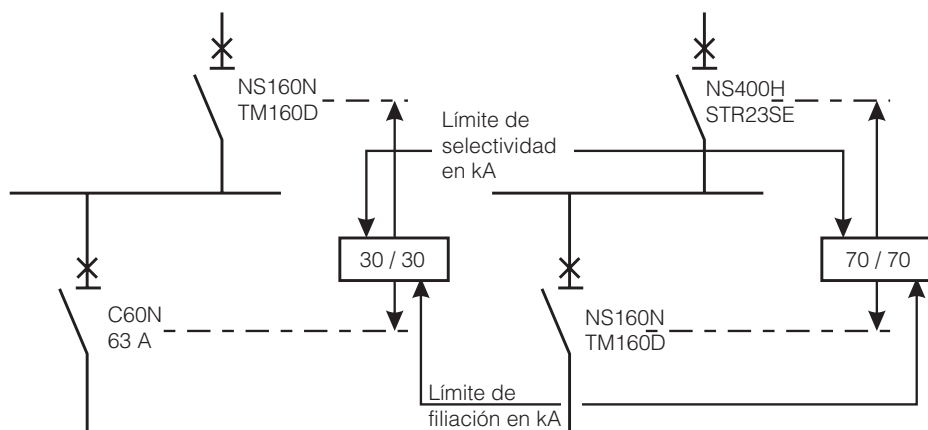 NS160N
TM160D
NS400H
STR23SE
Límite de
selectividad
en kA
30 / 30
70 / 70
C60N
63 A
NS160N
TM160D
Límite de
filiación en kA